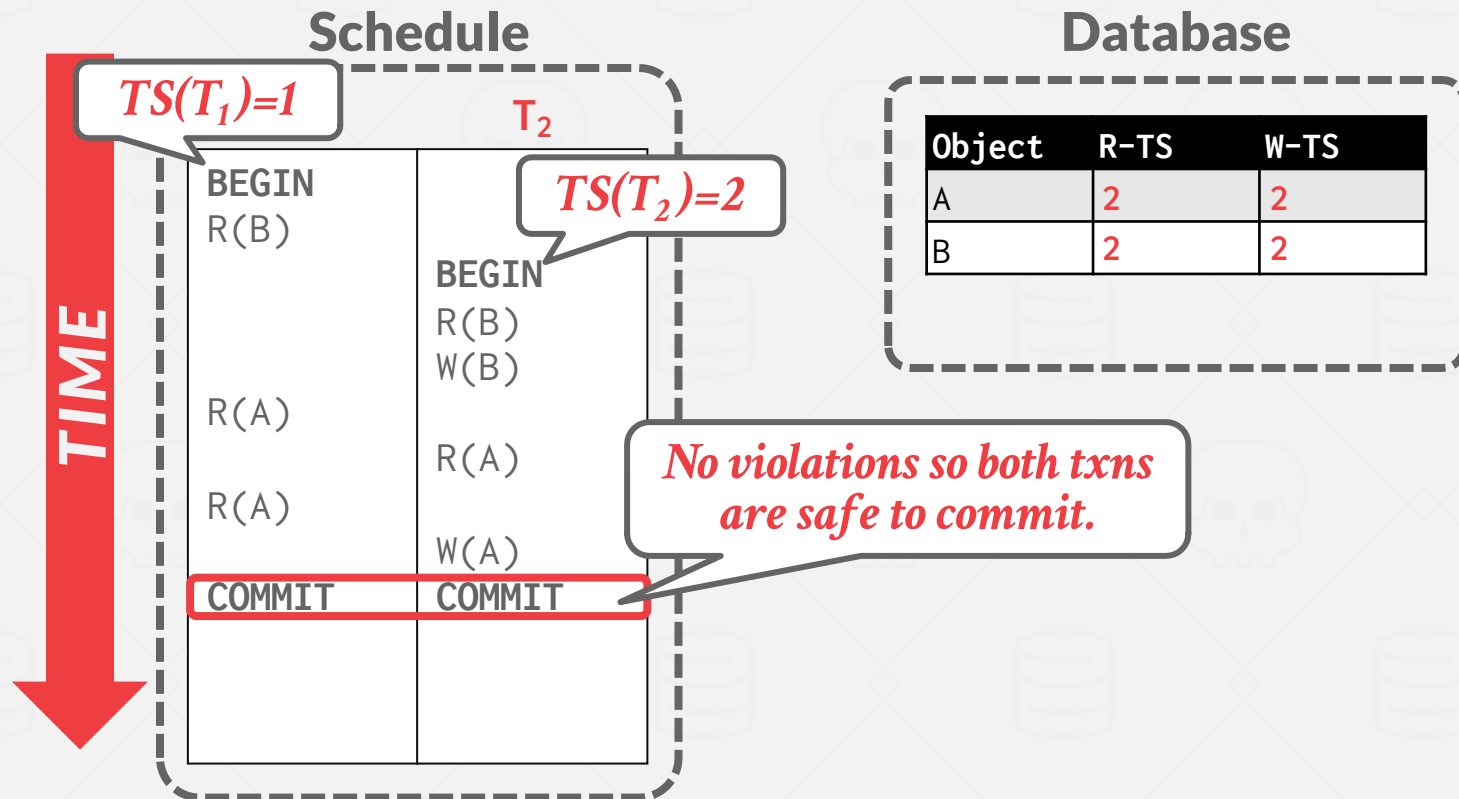 Schedule
Database
TS(T1)=1
T2
BEGIN
R(B)
TS(T2)=2
BEGIN
R(B)
W(B)
R(A)
R(A)
R(A)
W(A)
COMMIT COMMIT
TIME
Object R-TS W-TS
A 2 2
B 2 2
No violations so both txns
are safe to commit.